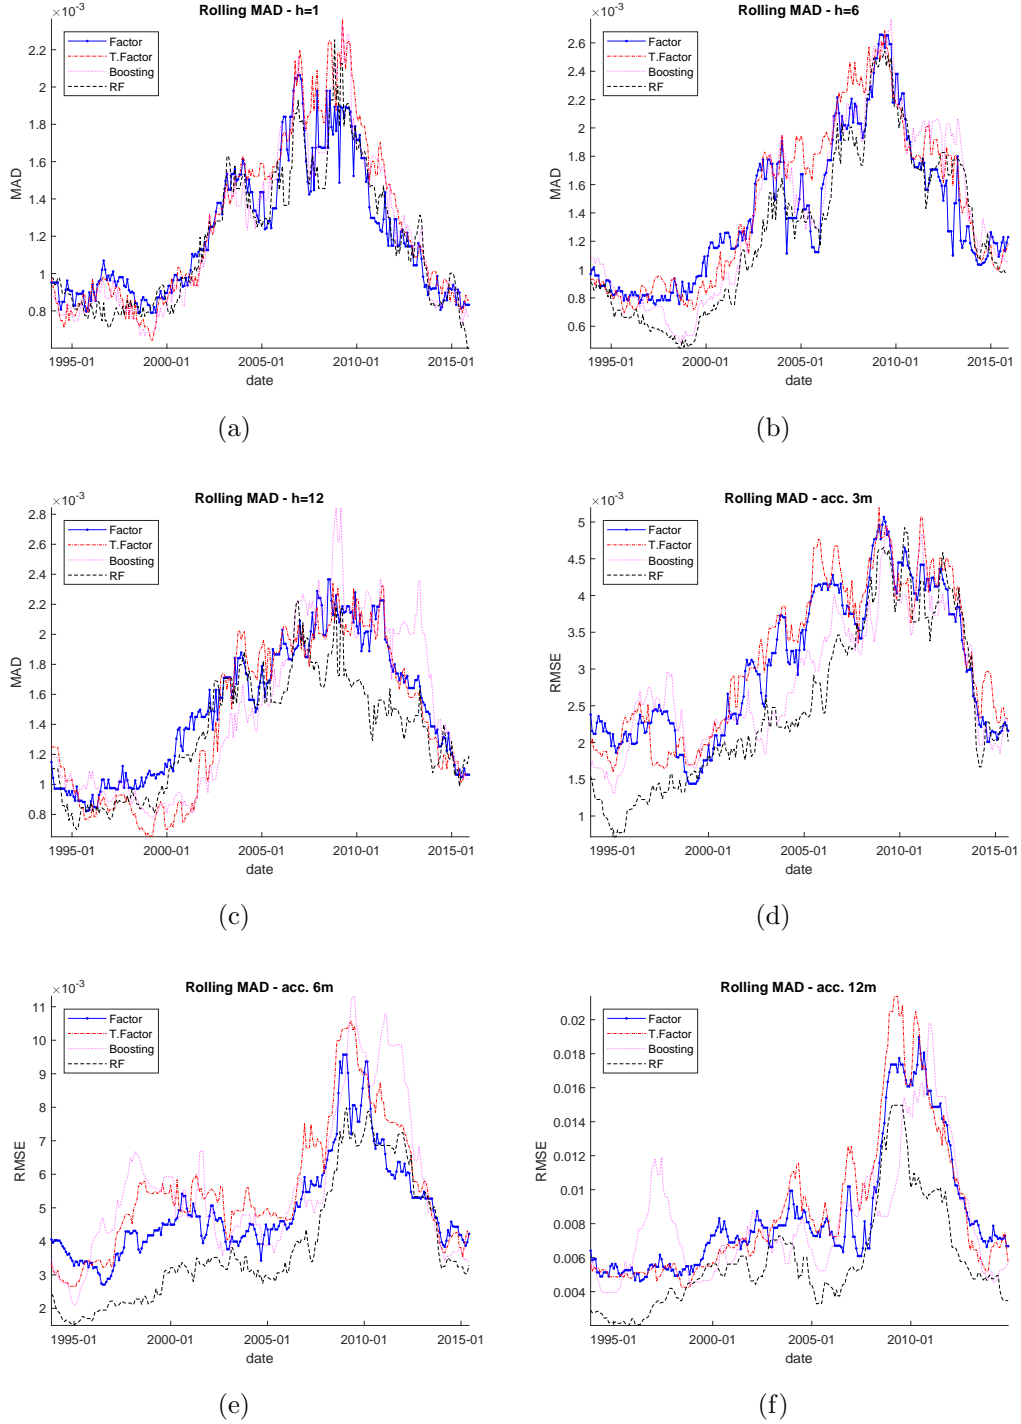 Rolling MAD - h=1
×10⁻³
Factor
T.Factor
Boosting
RF
2.2
2
1.8
1.6
1.4
1.2
1
0.8
MAD
1995-01 2000-01 2005-01 2010-01 2015-01
date
(a)
Rolling MAD - h=6
×10⁻³
Factor
T.Factor
Boosting
RF
2.6
2.4
2.2
2
1.8
1.6
1.4
1.2
1
0.8
0.6
MAD
1995-01 2000-01 2005-01 2010-01 2015-01
date
(b)
Rolling MAD - h=12
×10⁻³
Factor
T.Factor
Boosting
RF
2.8
2.6
2.4
2.2
2
1.8
1.6
1.4
1.2
1
0.8
MAD
1995-01 2000-01 2005-01 2010-01 2015-01
date
(c)
Rolling MAD - acc. 3m
×10⁻³
Factor
T.Factor
Boosting
RF
5
4.5
4
3.5
3
2.5
2
1.5
1
RMSE
1995-01 2000-01 2005-01 2010-01 2015-01
date
(d)
Rolling MAD - acc. 6m
×10⁻³
Factor
T.Factor
Boosting
RF
11
10
9
8
7
6
5
4
3
2
RMSE
1995-01 2000-01 2005-01 2010-01 2015-01
date
(e)
Rolling MAD - acc. 12m
Factor
T.Factor
Boosting
RF
0.02
0.018
0.016
0.014
0.012
0.01
0.008
0.006
0.004
RMSE
1995-01 2000-01 2005-01 2010-01
date
(f)